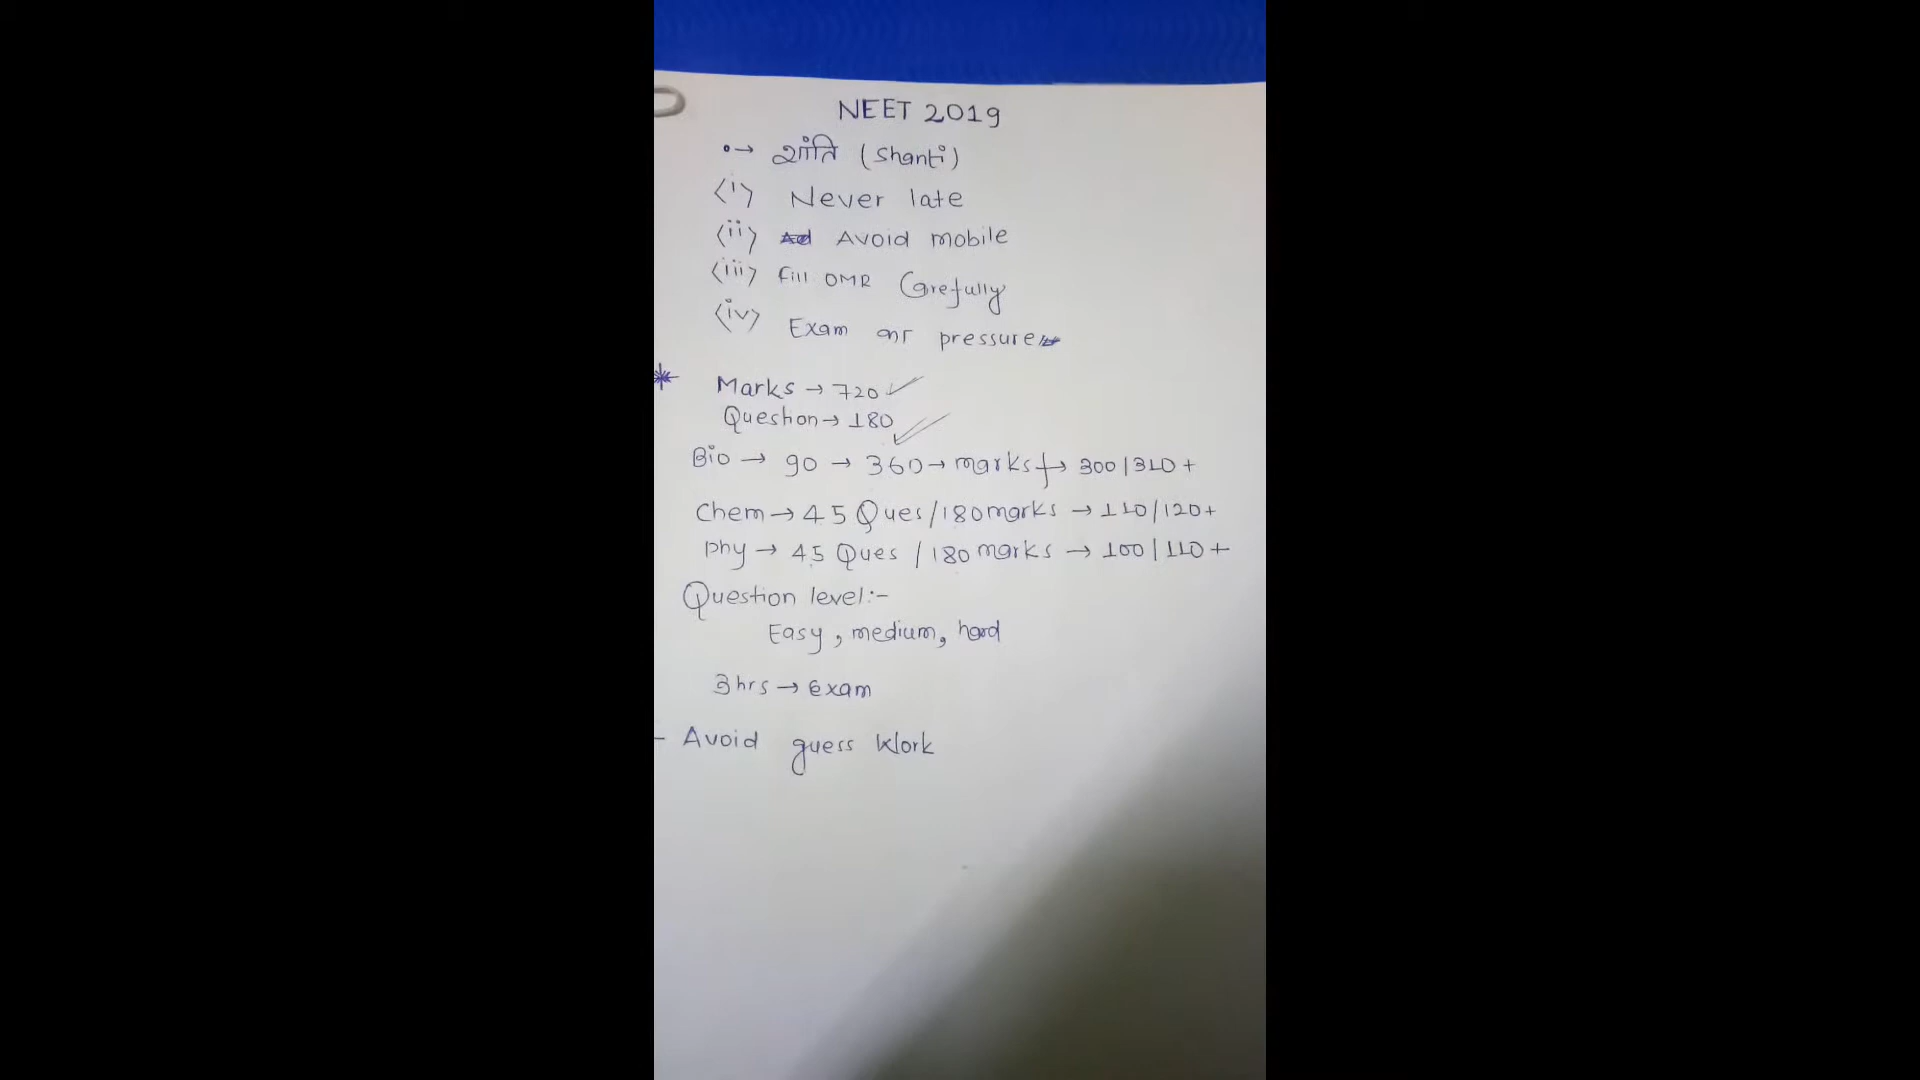 NEET 2019
•→ शांति (Shanti)
<i> Never late
<ii> Avoid mobile
<iii> fill OMR Carefully
<iv> Exam pressure
* Marks → 720 ✓
Question → 180
Bio → 90 → 360 → marks → 300/310+
Chem → 45 Ques/180 marks → 110/120+
Phy → 45 Ques/180 marks → 100/110+
Question level:-
Easy, medium, hard
3 hrs → exam
- Avoid guess Work